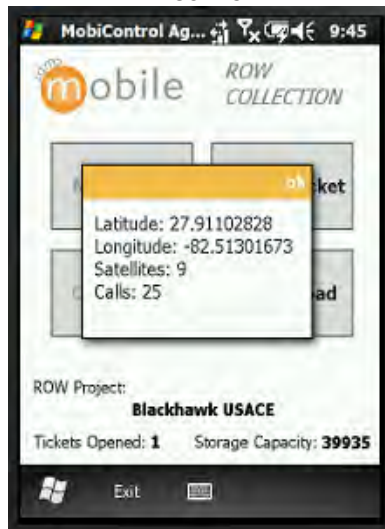 MobiControl Ag... 9:45
mobile ROW
COLLECTION
ok
ket
Latitude: 27.91102828
Longitude: -82.51301673
Satellites: 9
Calls: 25
ad
ROW Project:
Blackhawk USACE
Tickets Opened: 1 Storage Capacity: 39935
Exit